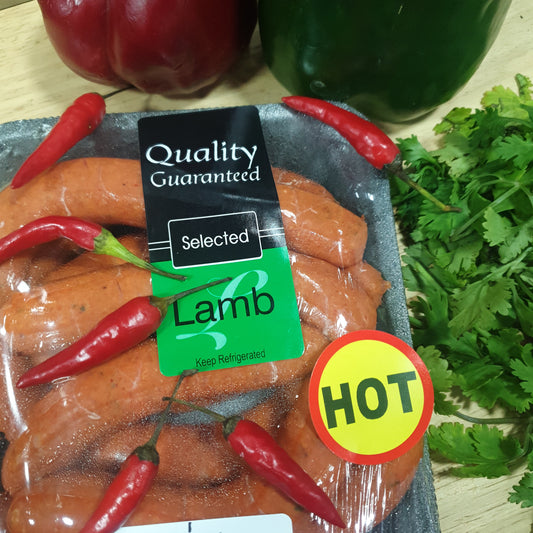 Quality
Guaranteed
Selected
Lamb
Keep Refrigerated
HOT